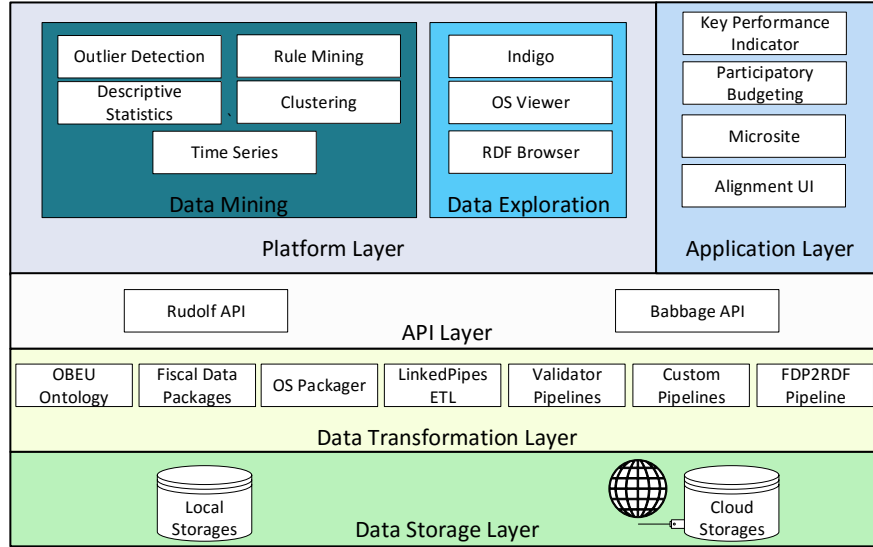 Outlier Detection
Rule Mining
Descriptive
Statistics
Clustering
Time Series
Data Mining
Indigo
OS Viewer
RDF Browser
Data Exploration
Platform Layer
Key Performance
Indicator
Participatory
Budgeting
Microsite
Alignment UI
Application Layer
Rudolf API
Babbage API
API Layer
OBEU
Ontology
Fiscal Data
Packages
OS Packager
LinkedPipes
ETL
Validator
Pipelines
Custom
Pipelines
FDP2RDF
Pipeline
Data Transformation Layer
Local
Storages
Cloud
Storages
Data Storage Layer